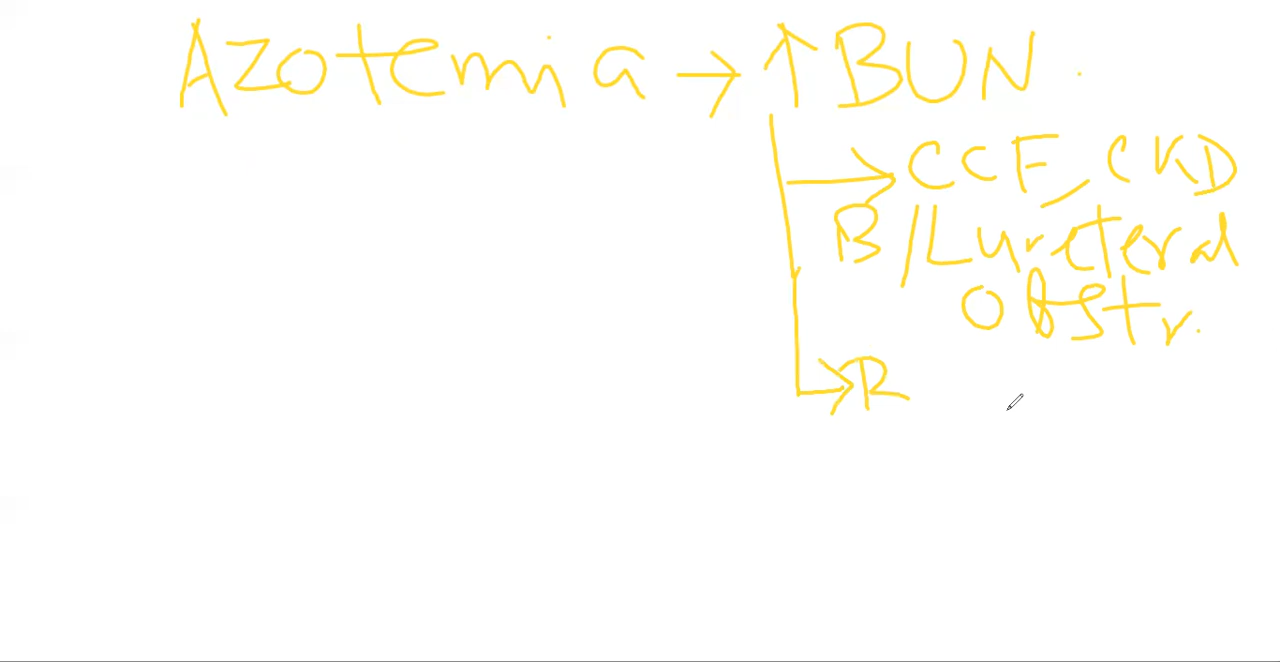 Azotemia → ↑ BUN.
→ CCF, CKD
B/L ureteral
obstr.
→ R